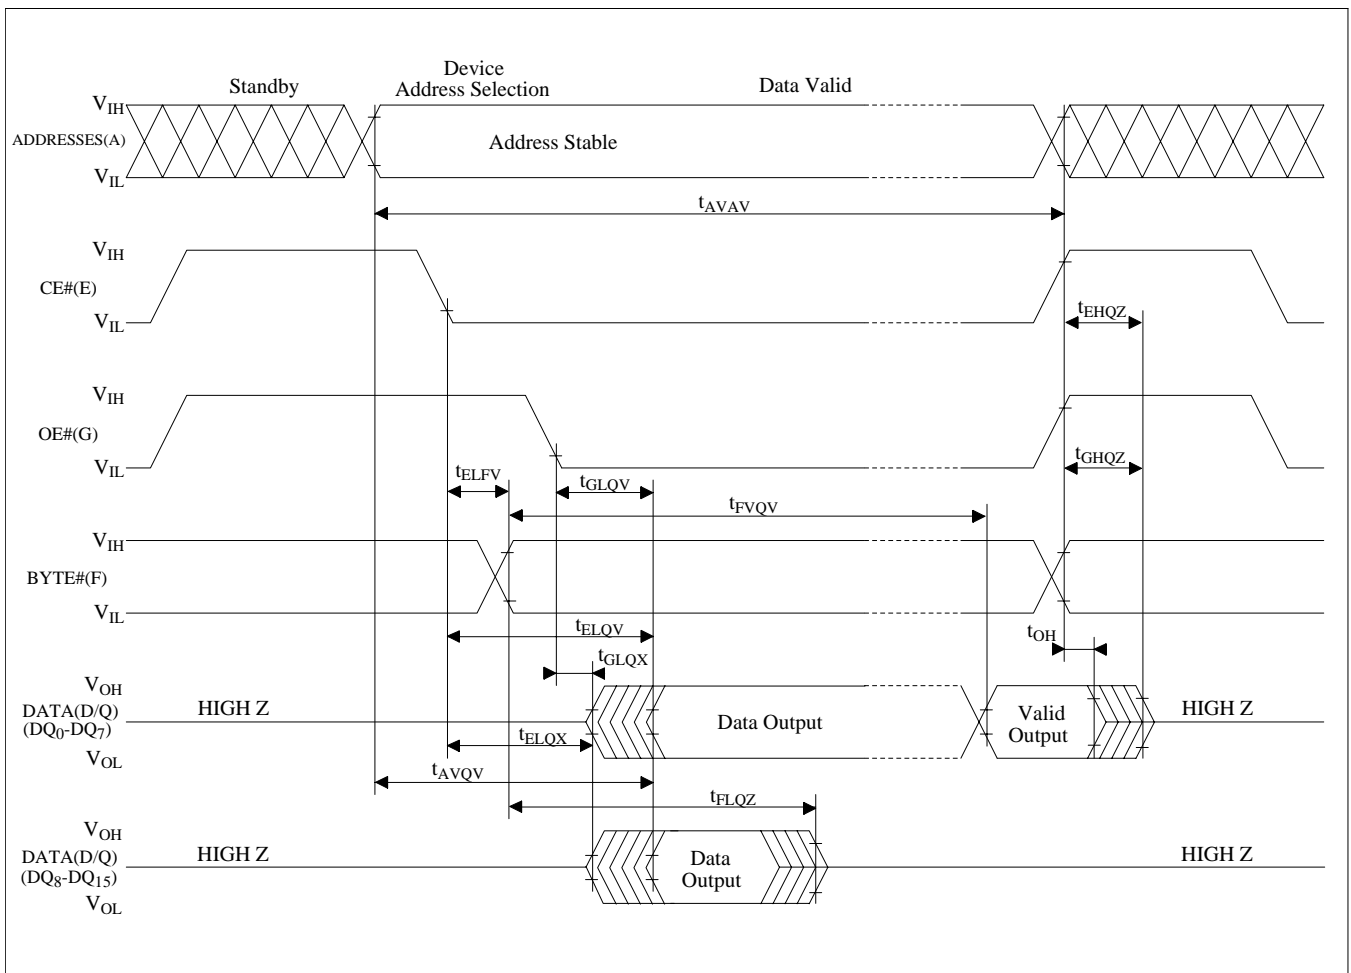 Device
Standby Address Selection Data Valid
VIH
ADDRESSES(A) Address Stable
VIL
tAVAV
VIH
CE#(E)
tEHQZ
VIL
VIH
OE#(G)
tGHQZ
VIL
tELFV tGLQV
tFVQV
VIH
BYTE#(F)
VIL
tELQV tOH
tGLQX
VOH
DATA(D/Q) HIGH Z Data Output Valid HIGH Z
(DQ0-DQ7) Output
tELQX
VOL
tAVQV
tFLQZ
VOH
DATA(D/Q) HIGH Z Data HIGH Z
(DQ8-DQ15) Output
VOL